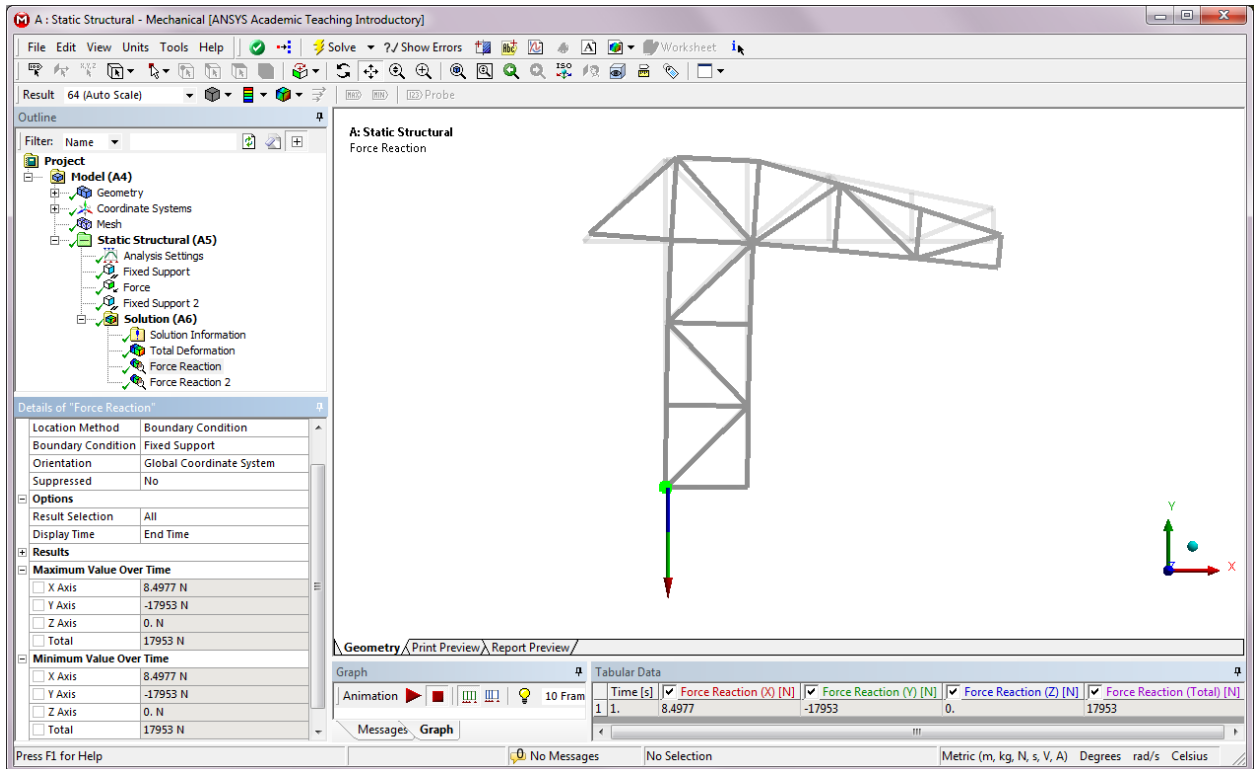 A : Static Structural - Mechanical [ANSYS Academic Teaching Introductory]
File Edit View Units Tools Help Solve ?/ Show Errors Worksheet
Result 64 (Auto Scale) MAX MIN 123 Probe
Outline
Filter: Name
Project
Model (A4)
Geometry
Coordinate Systems
Mesh
Static Structural (A5)
Analysis Settings
Fixed Support
Force
Fixed Support 2
Solution (A6)
Solution Information
Total Deformation
Force Reaction
Force Reaction 2
Details of "Force Reaction"
Location Method Boundary Condition
Boundary Condition Fixed Support
Orientation Global Coordinate System
Suppressed No
Options
Result Selection All
Display Time End Time
Results
Maximum Value Over Time
X Axis 8.4977 N
Y Axis -17953 N
Z Axis 0. N
Total 17953 N
Minimum Value Over Time
X Axis 8.4977 N
Y Axis -17953 N
Z Axis 0. N
Total 17953 N
A: Static Structural
Force Reaction
Y
Z
X
Geometry Print Preview Report Preview
Graph
Animation 10 Fram
Messages Graph
Tabular Data
Time [s] Force Reaction (X) [N] Force Reaction (Y) [N] Force Reaction (Z) [N] Force Reaction (Total) [N]
1 1. 8.4977 -17953 0. 17953
Press F1 for Help No Messages No Selection Metric (m, kg, N, s, V, A) Degrees rad/s Celsius